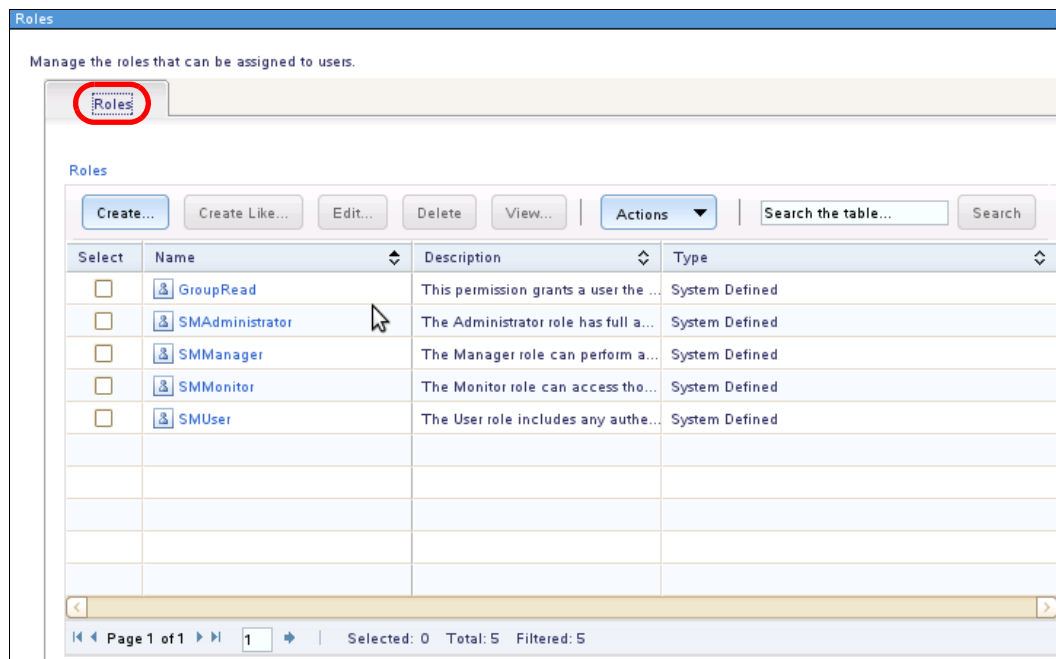 Roles
Manage the roles that can be assigned to users.
Roles
Roles
Create... Create Like... Edit... Delete View... Actions Search the table... Search
Select Name Description Type
GroupRead This permission grants a user the ... System Defined
SMAdministrator The Administrator role has full a... System Defined
SMManager The Manager role can perform a... System Defined
SMMonitor The Monitor role can access tho... System Defined
SMUser The User role includes any authe... System Defined
Page 1 of 1 1 Selected: 0 Total: 5 Filtered: 5